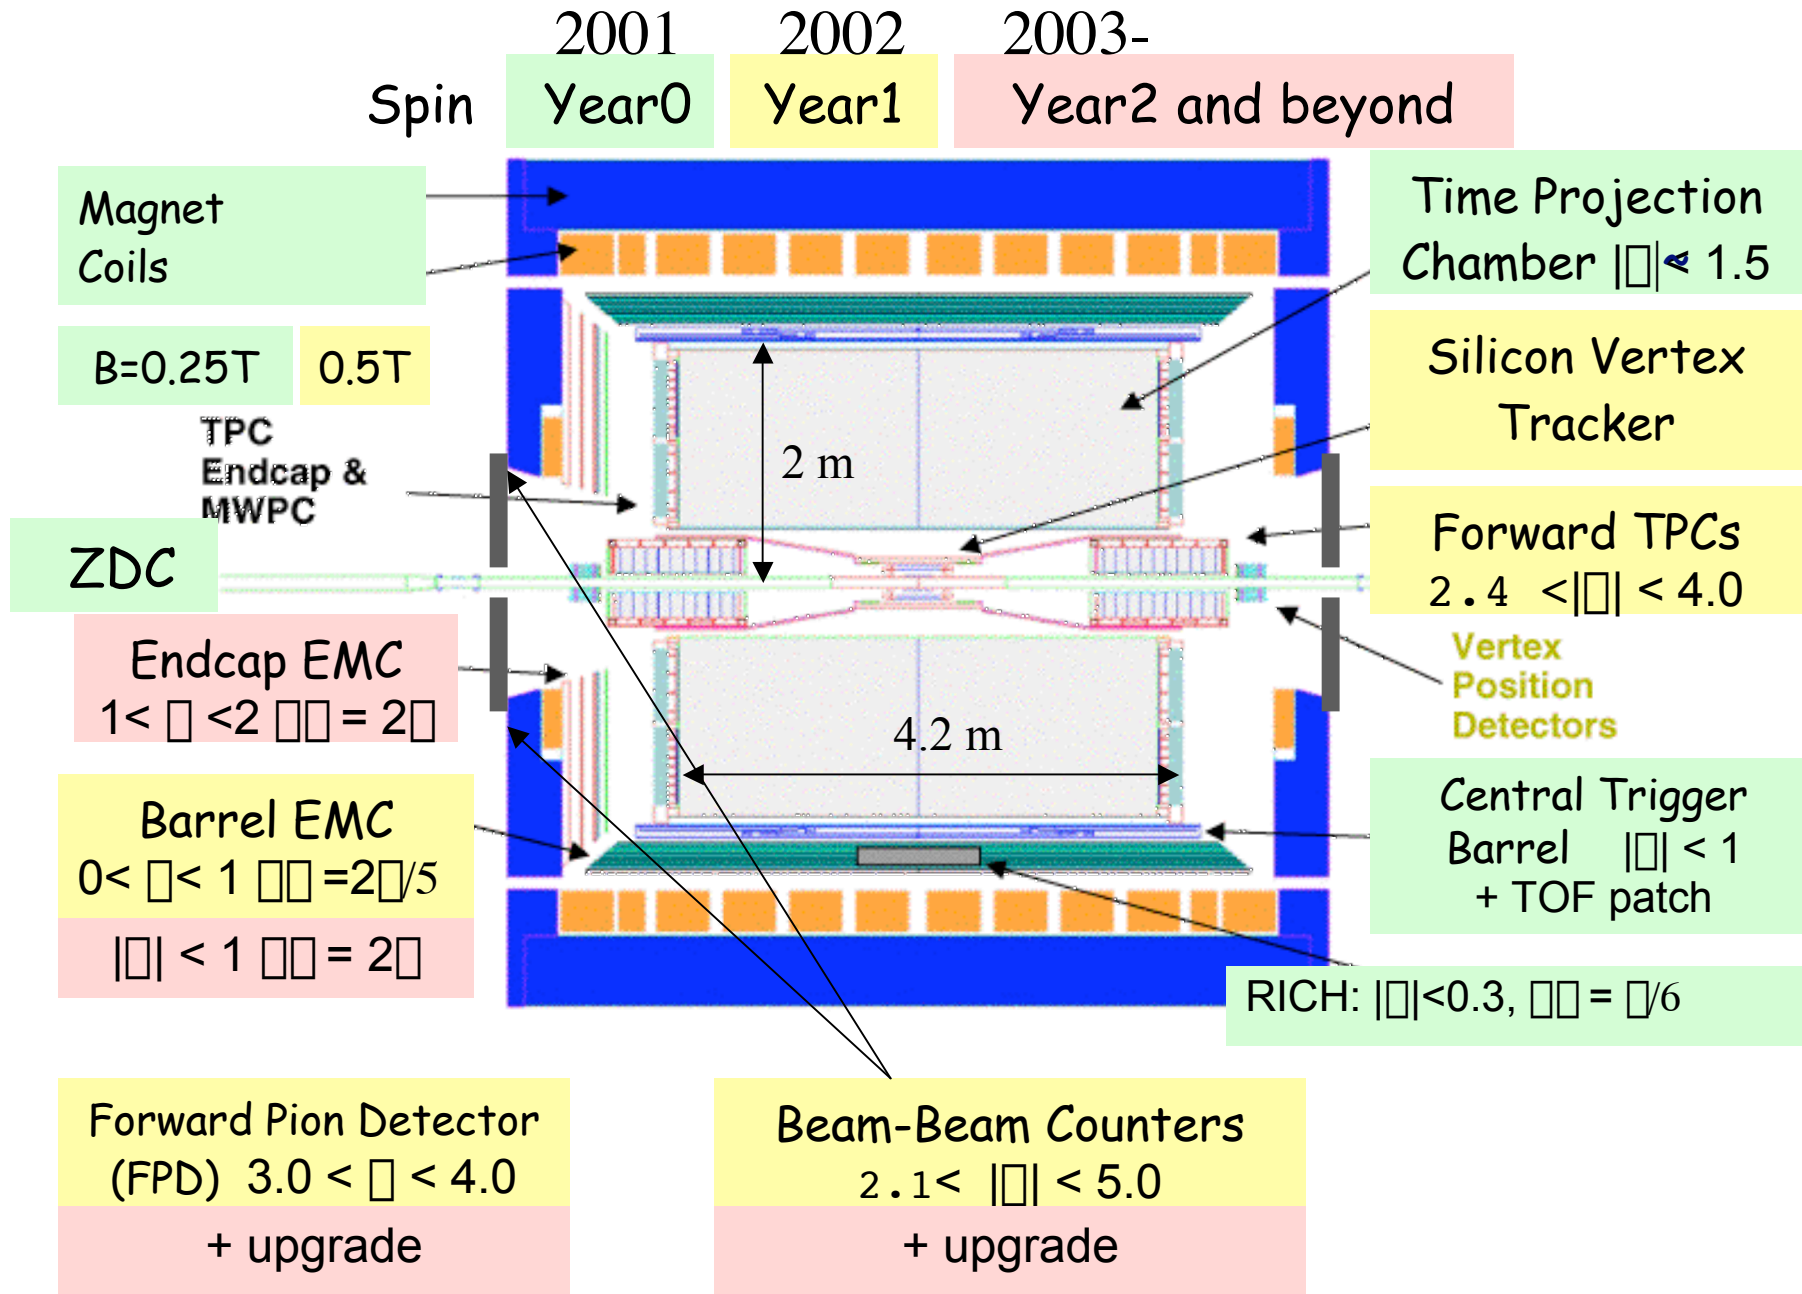 2001 2002 2003-
Spin Year0 Year1 Year2 and beyond
Magnet
Coils
B=0.25T 0.5T
TPC
Endcap &
MWPC
ZDC
Endcap EMC
1< □ <2 □□ = 2□
Barrel EMC
0< □< 1 □□ =2□/5
|□| < 1 □□ = 2□
2 m
4.2 m
Time Projection
Chamber |□|< 1.5
Silicon Vertex
Tracker
Forward TPCs
2.4 <|□| < 4.0
Vertex
Position
Detectors
Central Trigger
Barrel |□| < 1
+ TOF patch
RICH: |□|<0.3, □□ = □/6
Forward Pion Detector
(FPD) 3.0 < □ < 4.0
+ upgrade
Beam-Beam Counters
2.1< |□| < 5.0
+ upgrade